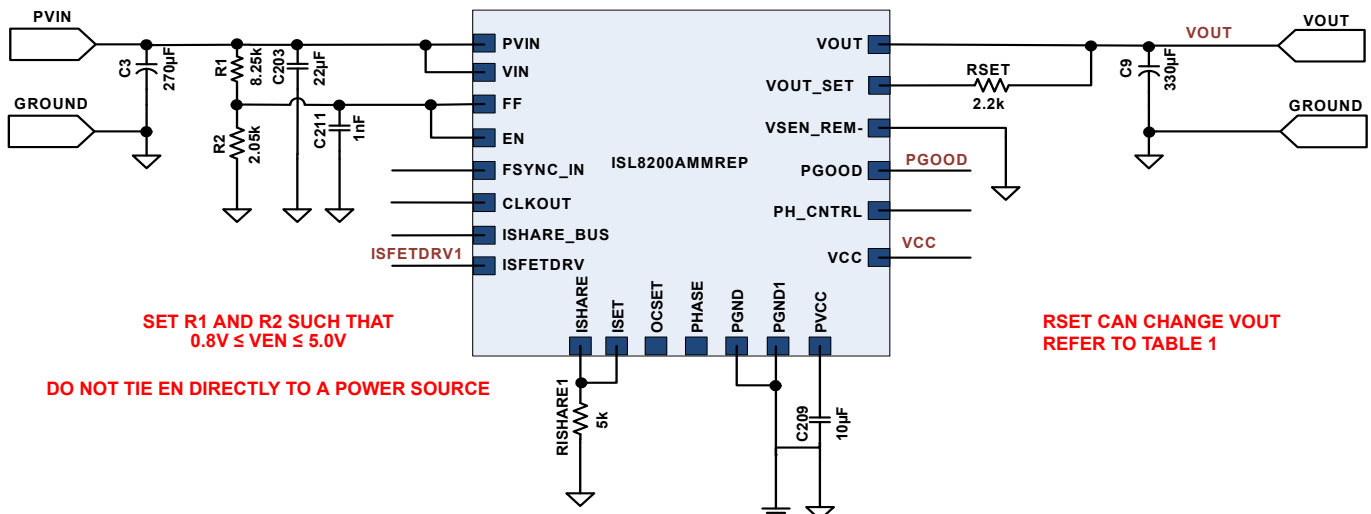 PVIN
GROUND
C3
270µF
R1
8.25k
C203
22µF
R2
2.05k
C211
1nF
PVIN
VIN
FF
EN
FSYNC_IN
CLKOUT
ISHARE_BUS
ISFETDRV
ISFETDRV1
ISL8200AMMREP
VOUT
VOUT_SET
VSEN_REM-
PGOOD
PH_CNTRL
VCC
PGOOD
VCC
RSET
2.2k
VOUT
C9
330µF
VOUT
GROUND
ISHARE
ISET
OCSET
PHASE
PGND
PGND1
PVCC
RISHARE1
5k
C209
10µF
SET R1 AND R2 SUCH THAT
0.8V ≤ VEN ≤ 5.0V
DO NOT TIE EN DIRECTLY TO A POWER SOURCE
RSET CAN CHANGE VOUT
REFER TO TABLE 1